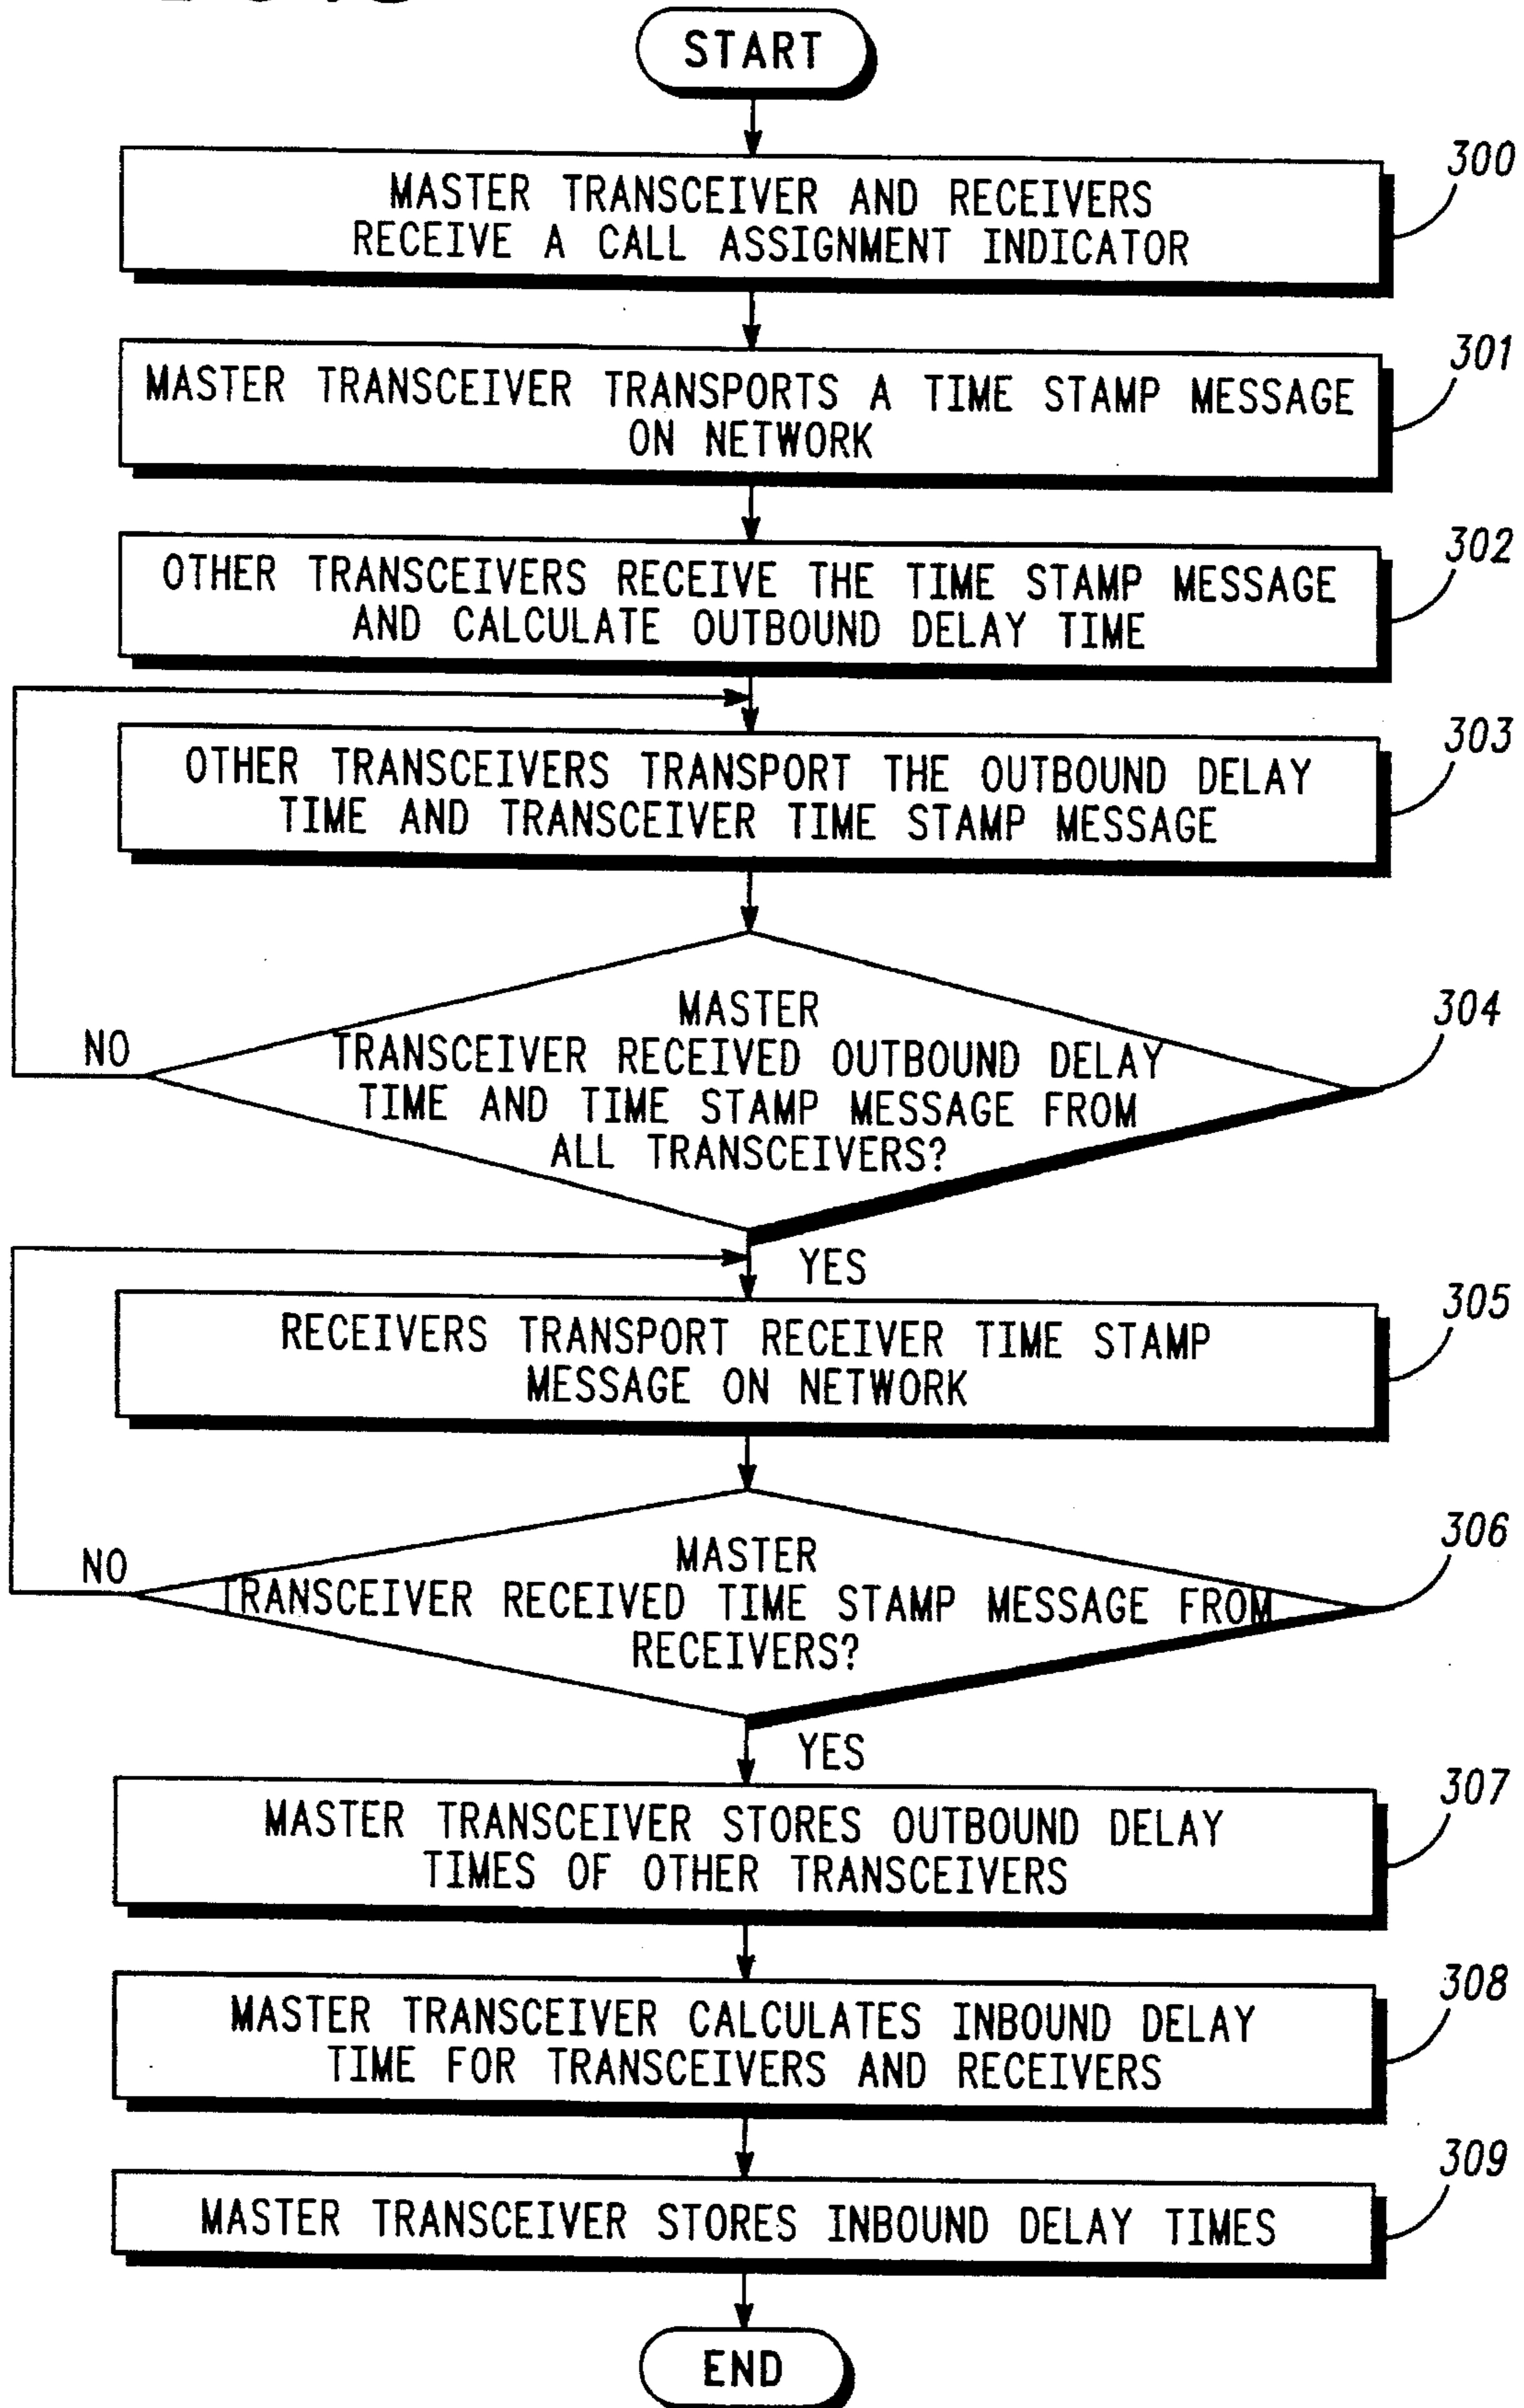 START
300
MASTER TRANSCEIVER AND RECEIVERS
RECEIVE A CALL ASSIGNMENT INDICATOR
301
MASTER TRANSCEIVER TRANSPORTS A TIME STAMP MESSAGE
ON NETWORK
302
OTHER TRANSCEIVERS RECEIVE THE TIME STAMP MESSAGE
AND CALCULATE OUTBOUND DELAY TIME
303
OTHER TRANSCEIVERS TRANSPORT THE OUTBOUND DELAY
TIME AND TRANSCEIVER TIME STAMP MESSAGE
304
NO
MASTER
TRANSCEIVER RECEIVED OUTBOUND DELAY
TIME AND TIME STAMP MESSAGE FROM
ALL TRANSCEIVERS?
YES
305
RECEIVERS TRANSPORT RECEIVER TIME STAMP
MESSAGE ON NETWORK
306
NO
MASTER
TRANSCEIVER RECEIVED TIME STAMP MESSAGE FROM
RECEIVERS?
YES
307
MASTER TRANSCEIVER STORES OUTBOUND DELAY
TIMES OF OTHER TRANSCEIVERS
308
MASTER TRANSCEIVER CALCULATES INBOUND DELAY
TIME FOR TRANSCEIVERS AND RECEIVERS
309
MASTER TRANSCEIVER STORES INBOUND DELAY TIMES
END